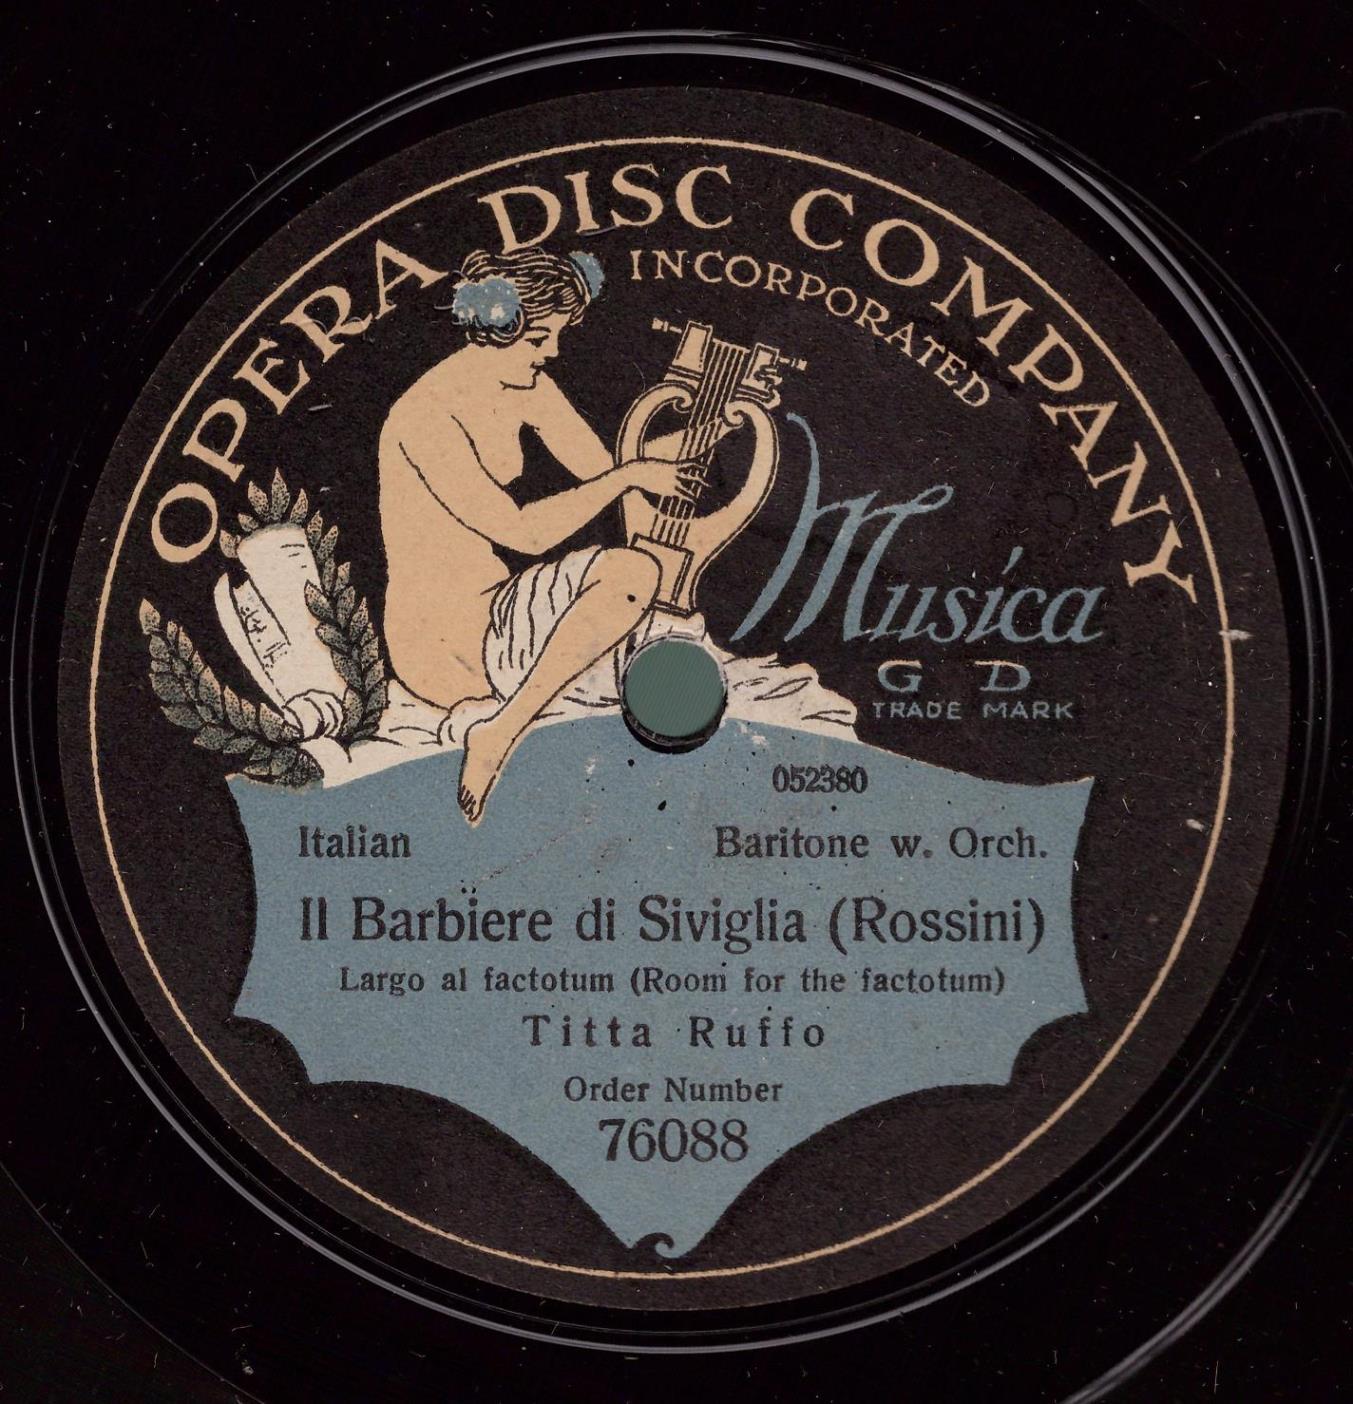 OPERA DISC COMPANY
INCORPORATED
Musica
G D
TRADE MARK
052380
Italian Baritone w. Orch.
Il Barbiere di Siviglia (Rossini)
Largo al factotum (Room for the factotum)
Titta Ruffo
Order Number
76088